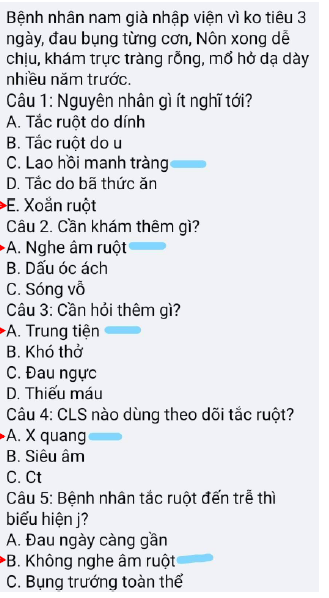 Bệnh nhân nam già nhập viện vì ko tiêu 3
ngày, đau bụng từng cơn, Nôn xong dễ
chịu, khám trực tràng rỗng, mổ hở dạ dày
nhiều năm trước.
Câu 1: Nguyên nhân gì ít nghĩ tới?
A. Tắc ruột do dính
B. Tắc ruột do u
C. Lao hồi manh tràng
D. Tắc do bã thức ăn
E. Xoắn ruột
Câu 2. Cần khám thêm gì?
A. Nghe âm ruột
B. Dấu óc ách
C. Sóng vỗ
Câu 3: Cần hỏi thêm gì?
A. Trung tiện
B. Khó thở
C. Đau ngực
D. Thiếu máu
Câu 4: CLS nào dùng theo dõi tắc ruột?
A. X quang
B. Siêu âm
C. Ct
Câu 5: Bệnh nhân tắc ruột đến trễ thì
biểu hiện j?
A. Đau ngày càng gần
B. Không nghe âm ruột
C. Bụng trướng toàn thể